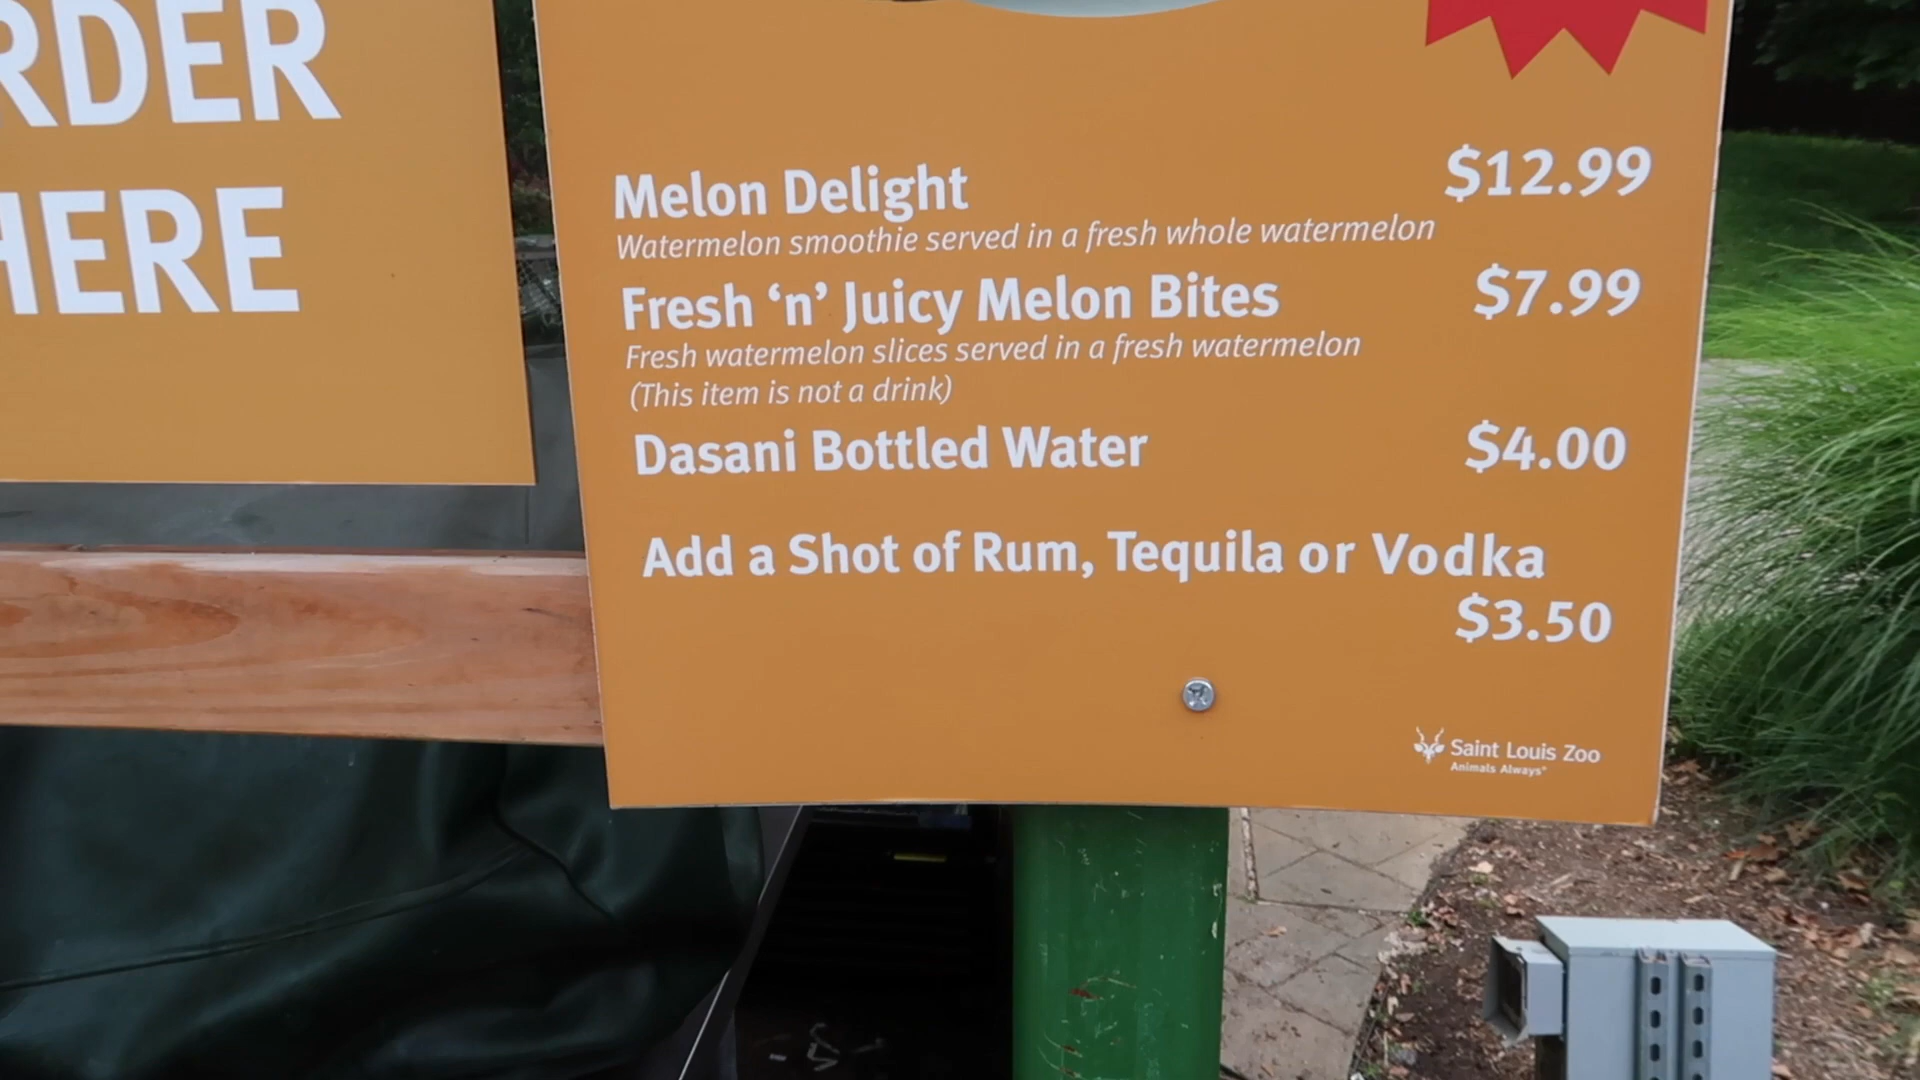 RDER
HERE
Melon Delight $12.99
Watermelon smoothie served in a fresh whole watermelon
Fresh ‘n’ Juicy Melon Bites $7.99
Fresh watermelon slices served in a fresh watermelon
(This item is not a drink)
Dasani Bottled Water $4.00
Add a Shot of Rum, Tequila or Vodka
$3.50
Saint Louis Zoo
Animals Always®